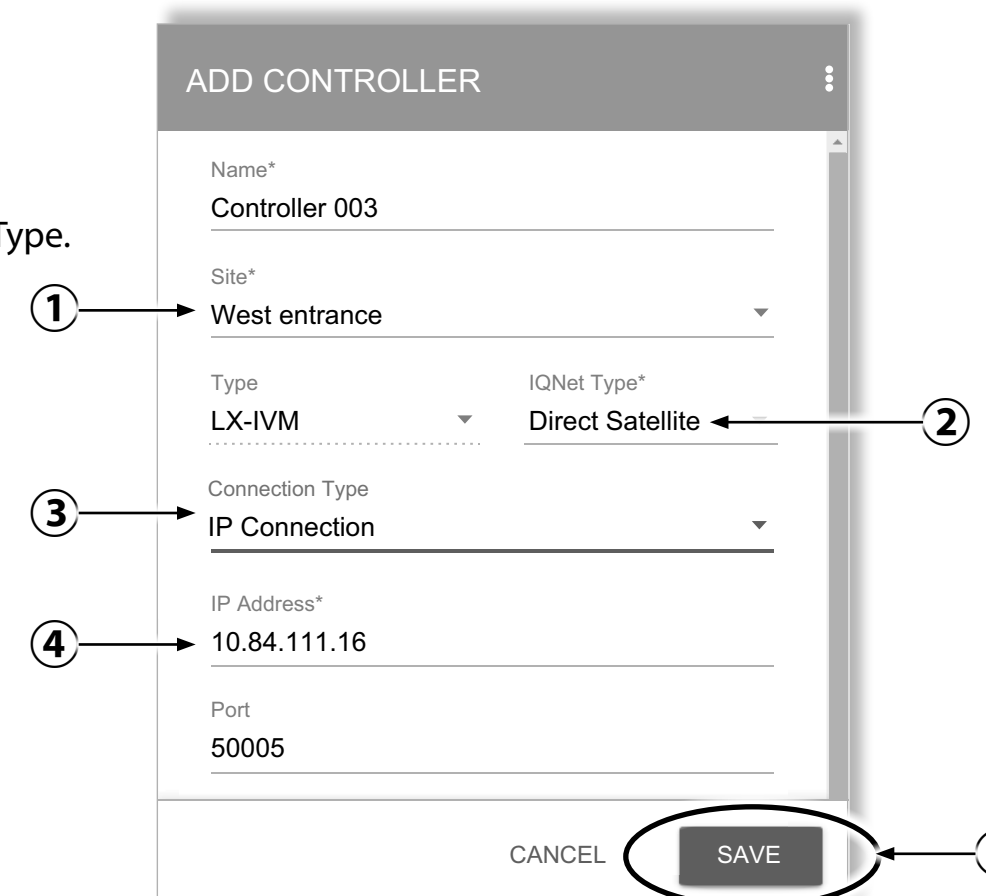 ADD CONTROLLER
Name*
Controller 003
Type.
Site*
1
West entrance
Type
IQNet Type*
LX-IVM
Direct Satellite
2
Connection Type
3
IP Connection
IP Address*
4
10.84.111.16
Port
50005
CANCEL
SAVE